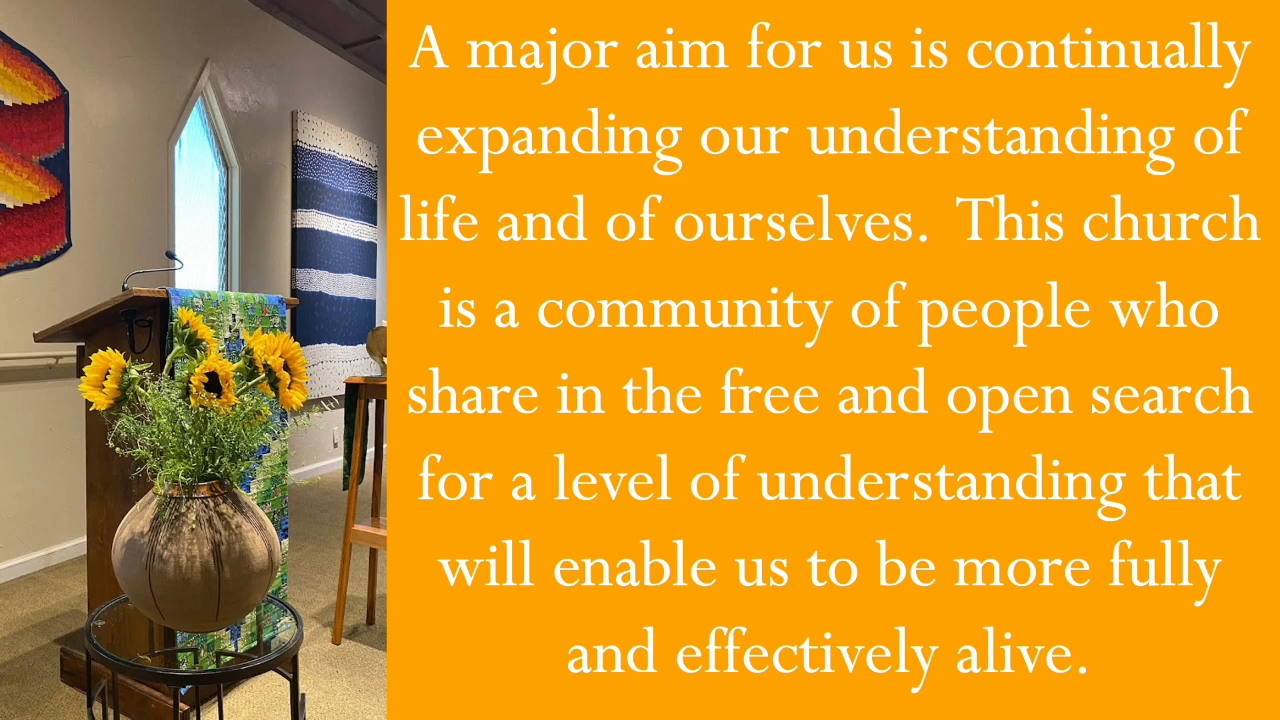 A major aim for us is continually
expanding our understanding of
life and of ourselves.  This church
is a community of people who
share in the free and open search
for a level of understanding that
will enable us to be more fully
and effectively alive.